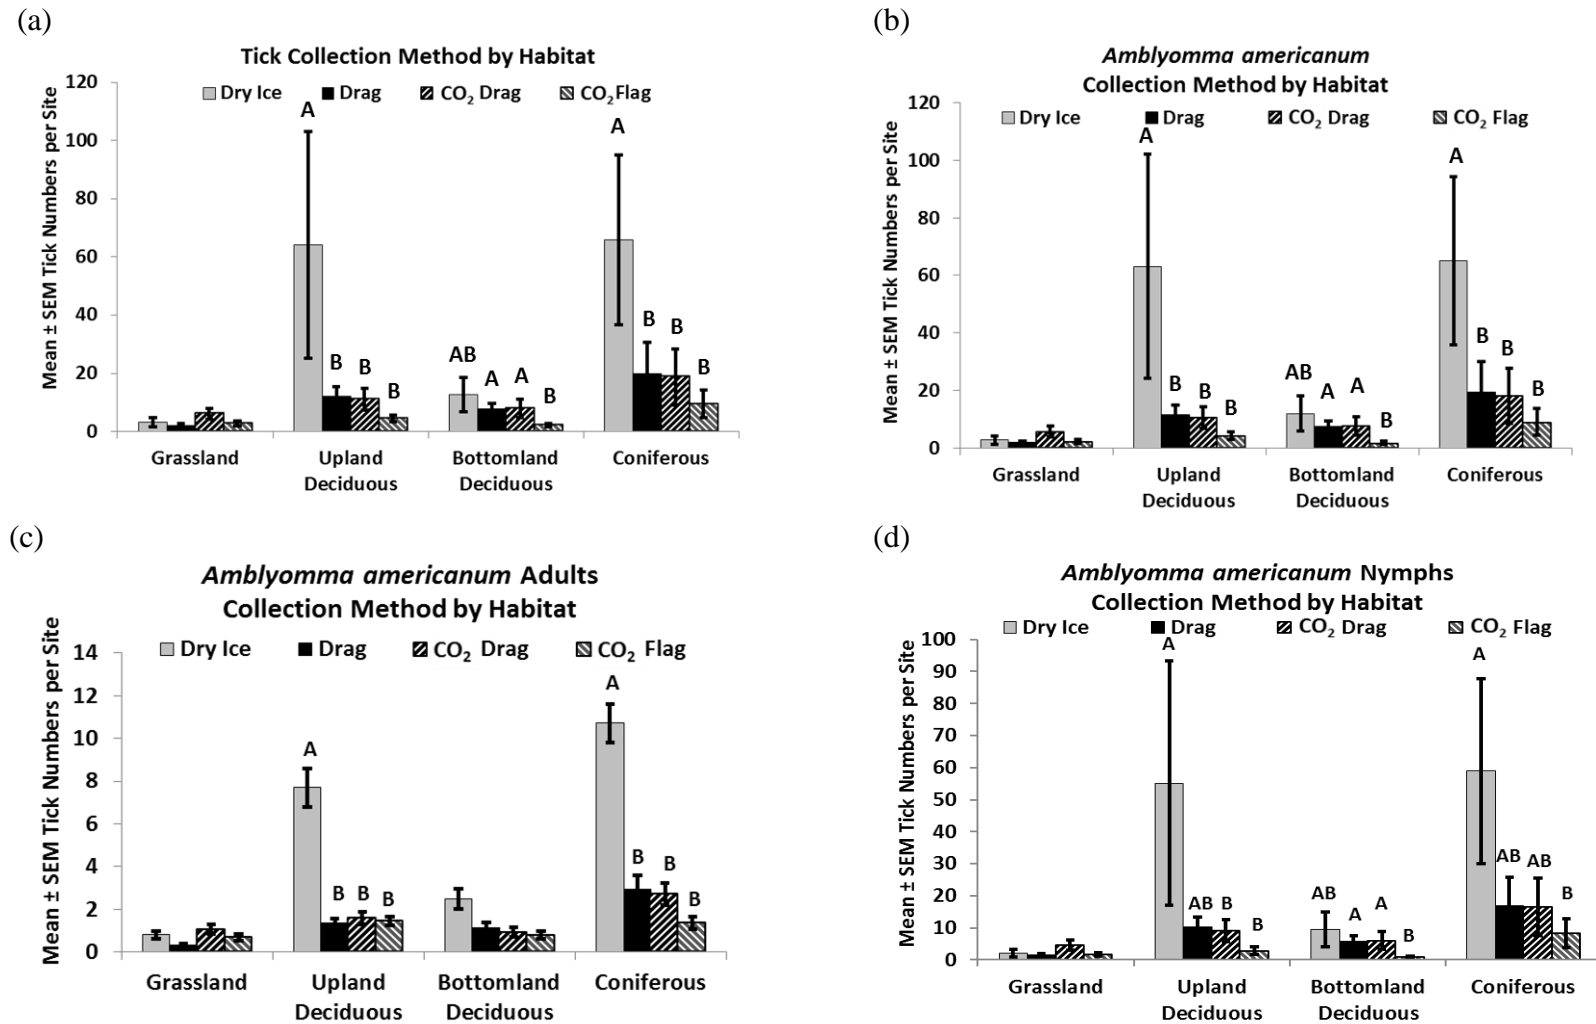 (a)
Tick Collection Method by Habitat
Dry Ice Drag CO₂ Drag CO₂Flag
Mean ± SEM Tick Numbers per Site
120
100
80
60
40
20
0
A
B
B
B
AB
A
A
B
A
B
B
B
Grassland Upland Bottomland Coniferous
Deciduous Deciduous
(b)
Amblyomma americanum
Collection Method by Habitat
Dry Ice Drag CO₂ Drag CO₂ Flag
Mean ± SEM Tick Numbers per Site
120
100
80
60
40
20
0
A
B
B
B
AB
A
A
B
A
B
B
B
Grassland Upland Bottomland Coniferous
Deciduous Deciduous
(c)
Amblyomma americanum Adults
Collection Method by Habitat
Dry Ice Drag CO₂ Drag CO₂ Flag
Mean ± SEM Tick Numbers per Site
14
12
10
8
6
4
2
0
A
B
B
B
A
B
B
B
Grassland Upland Bottomland Coniferous
Deciduous Deciduous
(d)
Amblyomma americanum Nymphs
Collection Method by Habitat
Dry Ice Drag CO₂ Drag CO₂ Flag
Mean ± SEM Tick Numbers per Site
100
90
80
70
60
50
40
30
20
10
0
A
AB
B
B
AB
A
A
B
A
AB
AB
B
Grassland Upland Bottomland Coniferous
Deciduous Deciduous